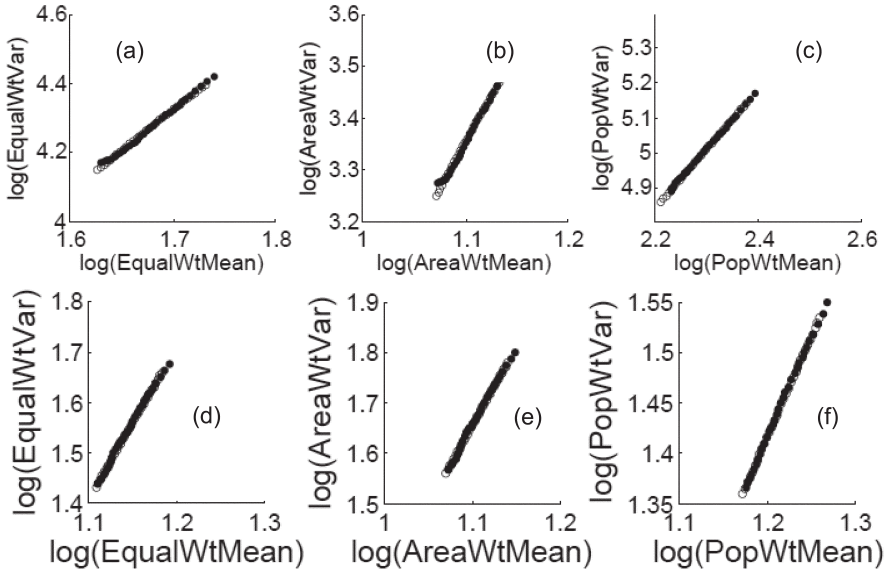 log(EqualWtVar)
4.6
4.4
4.2
4
(a)
1.6
1.7
1.8
log(EqualWtMean)
log(AreaWtVar)
3.6
3.5
3.4
3.3
3.2
(b)
1
1.1
1.2
log(AreaWtMean)
log(PopWtVar)
5.3
5.2
5.1
5
4.9
(c)
2.2
2.4
2.6
log(PopWtMean)
log(EqualWtVar)
1.8
1.7
1.6
1.5
1.4
(d)
1.1
1.2
1.3
log(EqualWtMean)
log(AreaWtVar)
1.9
1.8
1.7
1.6
1.5
(e)
1
1.1
1.2
log(AreaWtMean)
log(PopWtVar)
1.55
1.5
1.45
1.4
1.35
(f)
1.1
1.2
1.3
log(PopWtMean)